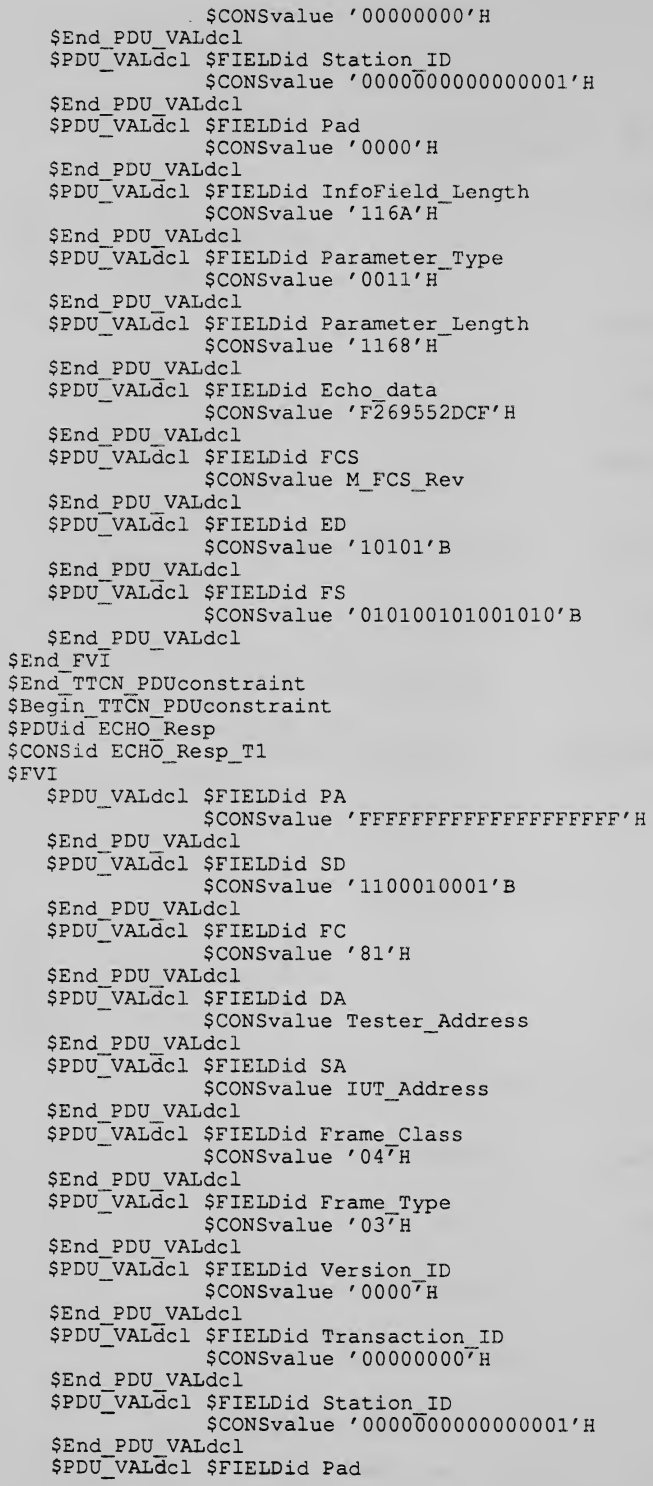 $CONSvalue '00000000'H
$End_PDU_VALdcl
$PDU_VALdcl $FIELDid Station_ID
$CONSvalue '0000000000000001'H
$End_PDU_VALdcl
$PDU_VALdcl $FIELDid Pad
$CONSvalue '0000'H
$End_PDU_VALdcl
$PDU_VALdcl $FIELDid InfoField_Length
$CONSvalue '116A'H
$End_PDU_VALdcl
$PDU_VALdcl $FIELDid Parameter_Type
$CONSvalue '0011'H
$End_PDU_VALdcl
$PDU_VALdcl $FIELDid Parameter_Length
$CONSvalue '1168'H
$End_PDU_VALdcl
$PDU_VALdcl $FIELDid Echo_data
$CONSvalue 'F269552DCF'H
$End_PDU_VALdcl
$PDU_VALdcl $FIELDid FCS
$CONSvalue M_FCS_Rev
$End_PDU_VALdcl
$PDU_VALdcl $FIELDid ED
$CONSvalue '10101'B
$End_PDU_VALdcl
$PDU_VALdcl $FIELDid FS
$CONSvalue '010100101001010'B
$End_PDU_VALdcl
$End_FVI
$End_TTCN_PDUconstraint
$Begin_TTCN_PDUconstraint
$PDUid ECHO_Resp
$CONSid ECHO_Resp_T1
$FVI
$PDU_VALdcl $FIELDid PA
$CONSvalue 'FFFFFFFFFFFFFFFFFFFF'H
$End_PDU_VALdcl
$PDU_VALdcl $FIELDid SD
$CONSvalue '1100010001'B
$End_PDU_VALdcl
$PDU_VALdcl $FIELDid FC
$CONSvalue '81'H
$End_PDU_VALdcl
$PDU_VALdcl $FIELDid DA
$CONSvalue Tester_Address
$End_PDU_VALdcl
$PDU_VALdcl $FIELDid SA
$CONSvalue IUT_Address
$End_PDU_VALdcl
$PDU_VALdcl $FIELDid Frame_Class
$CONSvalue '04'H
$End_PDU_VALdcl
$PDU_VALdcl $FIELDid Frame_Type
$CONSvalue '03'H
$End_PDU_VALdcl
$PDU_VALdcl $FIELDid Version_ID
$CONSvalue '0000'H
$End_PDU_VALdcl
$PDU_VALdcl $FIELDid Transaction_ID
$CONSvalue '00000000'H
$End_PDU_VALdcl
$PDU_VALdcl $FIELDid Station_ID
$CONSvalue '0000000000000001'H
$End_PDU_VALdcl
$PDU_VALdcl $FIELDid Pad